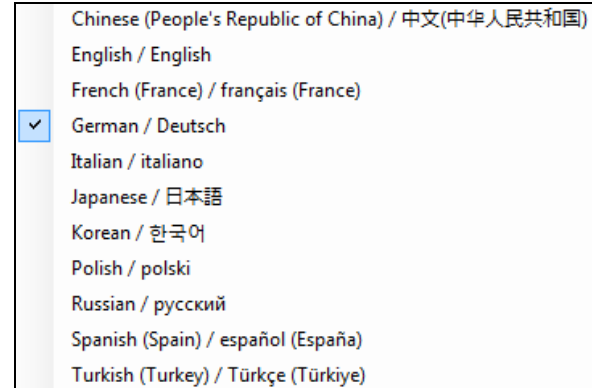 Chinese (People's Republic of China) / 中文(中华人民共和国)
English / English
French (France) / français (France)
German / Deutsch
Italian / italiano
Japanese / 日本語
Korean / 한국어
Polish / polski
Russian / русский
Spanish (Spain) / español (España)
Turkish (Turkey) / Türkçe (Türkiye)